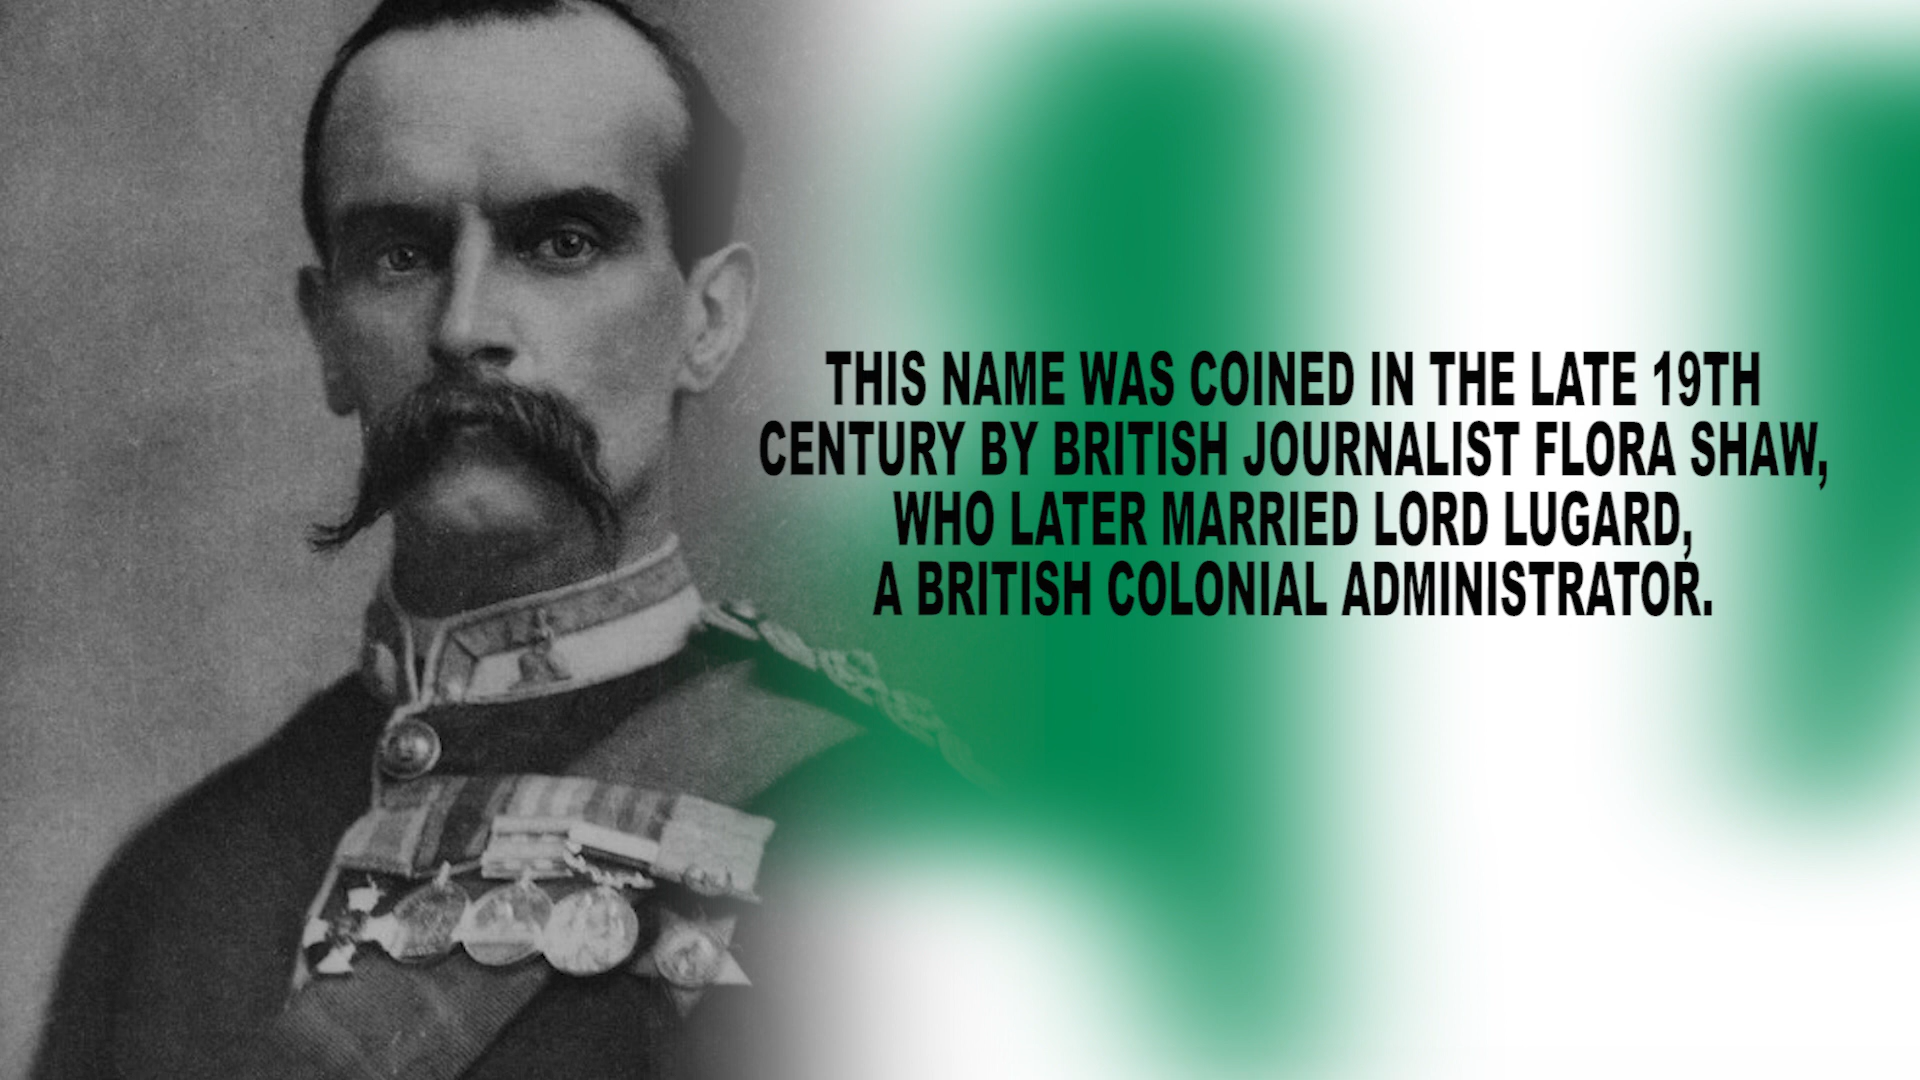 THIS NAME WAS COINED IN THE LATE 19TH
CENTURY BY BRITISH JOURNALIST FLORA SHAW,
WHO LATER MARRIED LORD LUGARD,
A BRITISH COLONIAL ADMINISTRATOR.